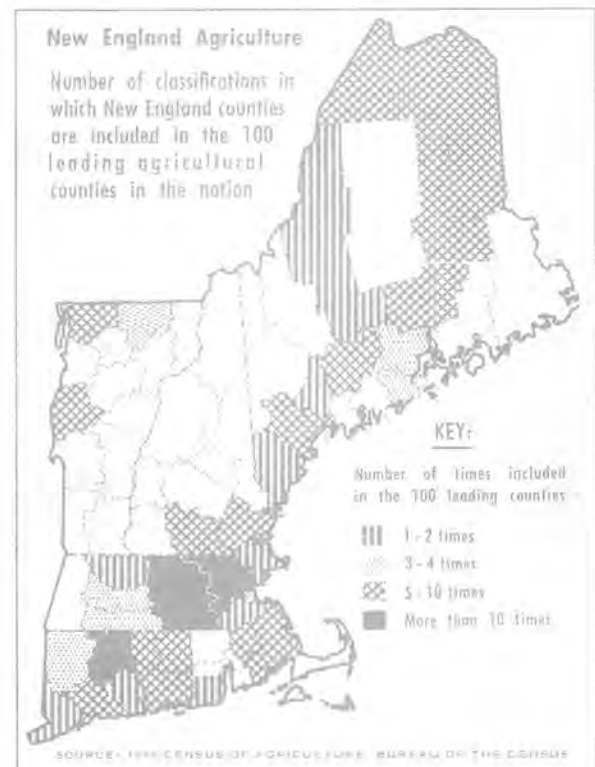 New England Agriculture
Number of classifications in
which New England counties
are included in the 100
leading agricultural
counties in the nation
KEY:
Number of times included
in the 100 leading counties
1 - 2 times
3 - 4 times
5 - 10 times
More than 10 times
SOURCE: CENSUS OF AGRICULTURE BUREAU OF THE CENSUS